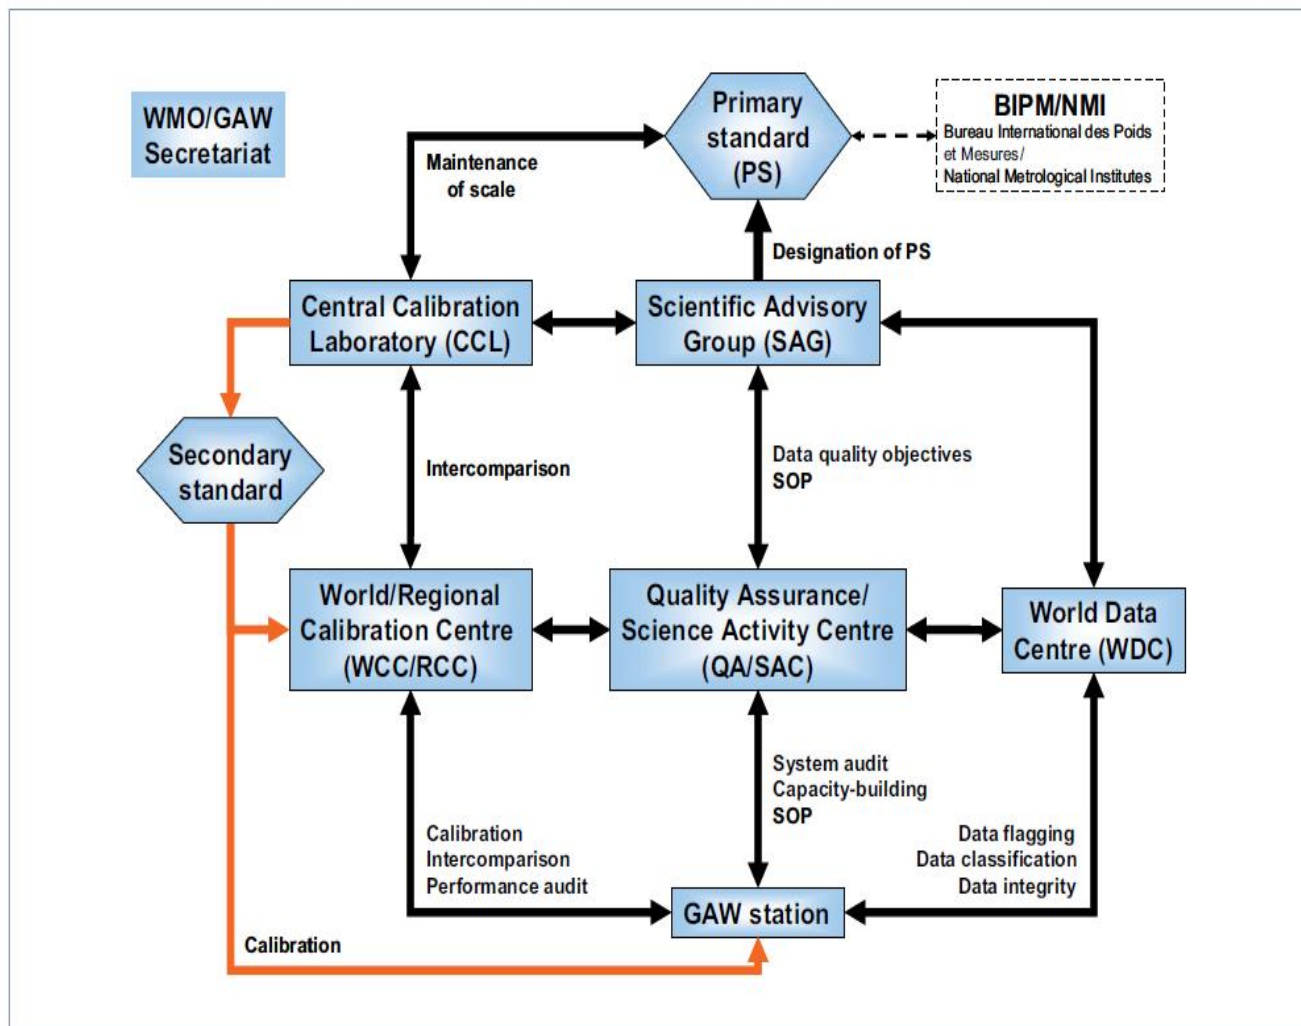 WMO/GAW
Secretariat
Primary
standard
(PS)
BIPM/NMI
Bureau International des Poids
et Mesures/
National Metrological Institutes
Maintenance
of scale
Designation of PS
Central Calibration
Laboratory (CCL)
Scientific Advisory
Group (SAG)
Secondary
standard
Intercomparison
Data quality objectives
SOP
World/Regional
Calibration Centre
(WCC/RCC)
Quality Assurance/
Science Activity Centre
(QA/SAC)
World Data
Centre (WDC)
System audit
Capacity-building
SOP
Calibration
Intercomparison
Performance audit
Data flagging
Data classification
Data integrity
GAW station
Calibration